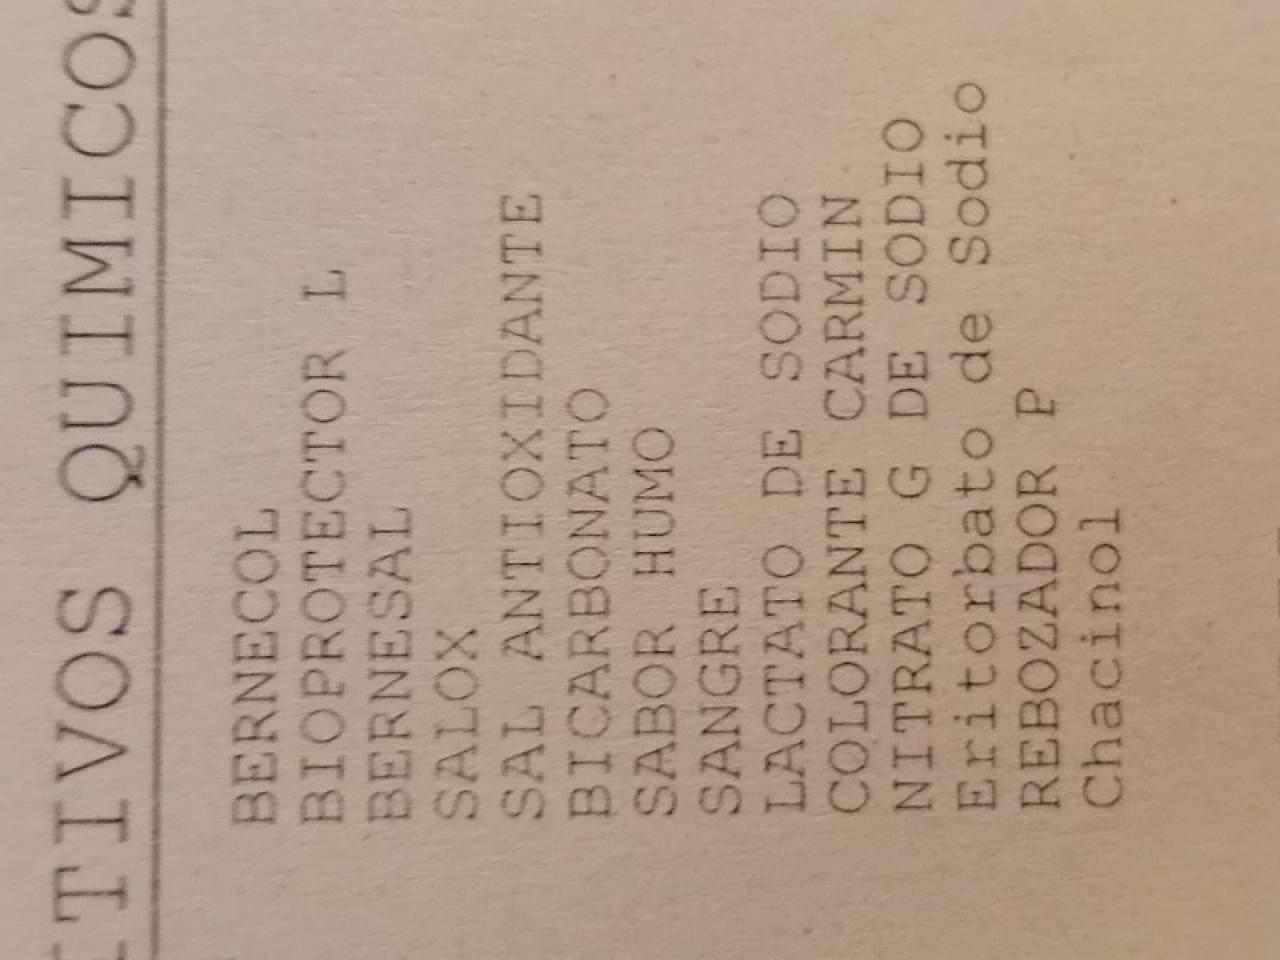 ITIVOS QUIMICOS
BERNECOL
BIOPROTECTOR L
BERNESAL
SALOX
SAL ANTIOXIDANTE
BICARBONATO
SABOR HUMO
SANGRE
LACTATO DE SODIO
COLORANTE CARMIN
NITRATO G DE SODIO
Eritorbato de Sodio
REBOZADOR P
Chacinol